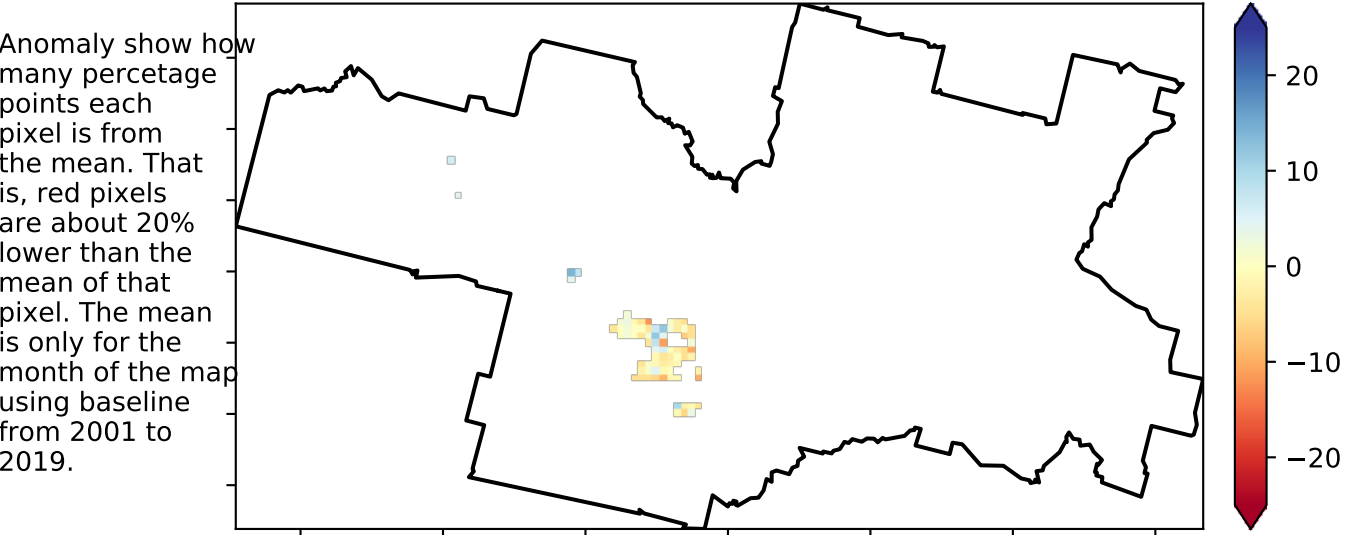 Anomaly show how
many percetage
points each
pixel is from
the mean. That
is, red pixels
are about 20%
lower than the
mean of that
pixel. The mean
is only for the
month of the map
using baseline
from 2001 to
2019.
20
10
0
−10
−20